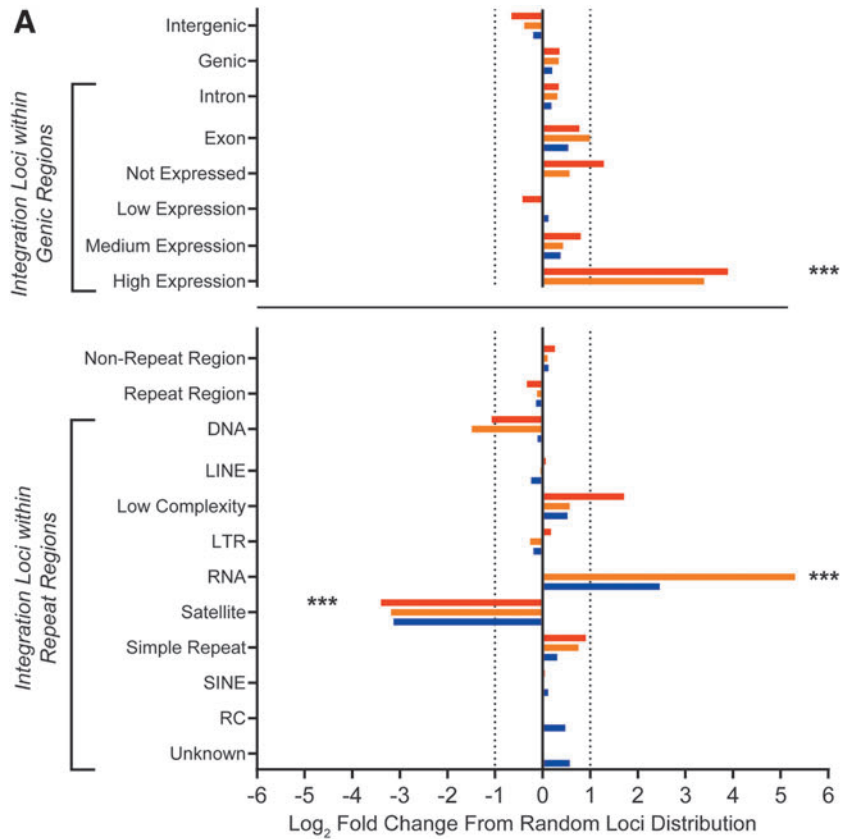 A
Intergenic
Genic
Intron
Exon
Not Expressed
Low Expression
Medium Expression
High Expression
***
Integration Loci within
Genic Regions
Non-Repeat Region
Repeat Region
DNA
LINE
Low Complexity
LTR
RNA
***
Satellite
***
Simple Repeat
SINE
RC
Unknown
Integration Loci within
Repeat Regions
-6 -5 -4 -3 -2 -1 0 1 2 3 4 5 6
Log2 Fold Change From Random Loci Distribution